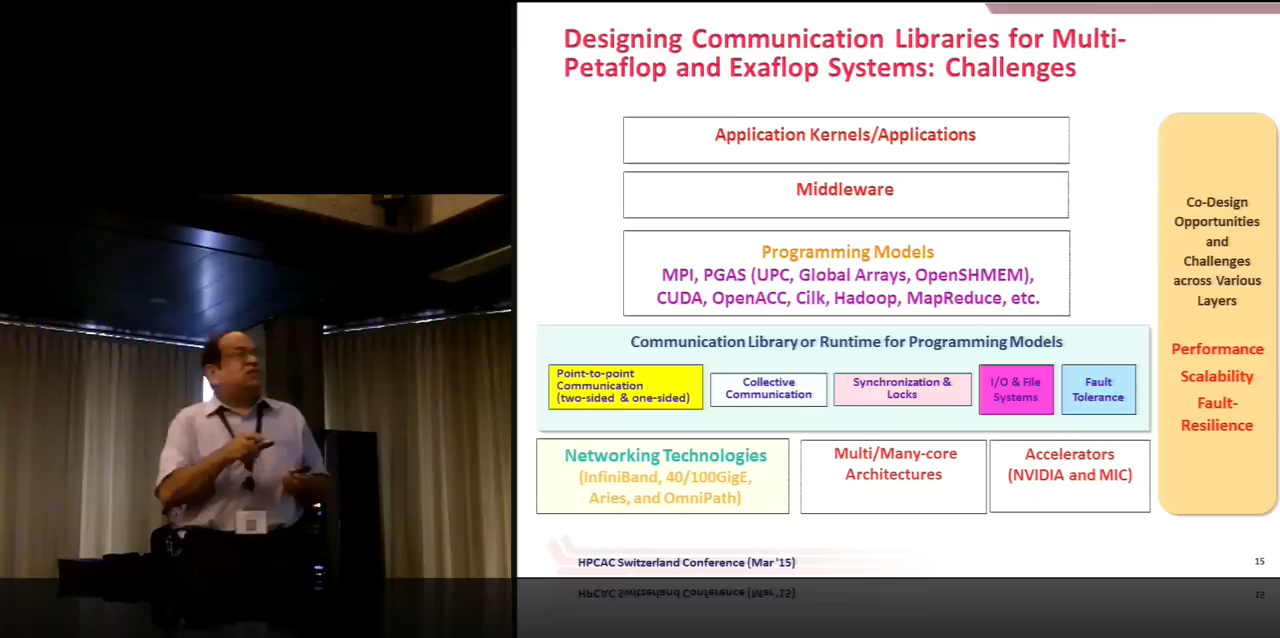 Designing Communication Libraries for Multi-
Petaflop and Exaflop Systems: Challenges
Application Kernels/Applications
Middleware
Programming Models
MPI, PGAS (UPC, Global Arrays, OpenSHMEM),
CUDA, OpenACC, Cilk, Hadoop, MapReduce, etc.
Communication Library or Runtime for Programming Models
Point-to-point
Communication
(two-sided & one-sided)
Collective
Communication
Synchronization &
Locks
I/O & File
Systems
Fault
Tolerance
Networking Technologies
(InfiniBand, 40/100GigE,
Aries, and OmniPath)
Multi/Many-core
Architectures
Accelerators
(NVIDIA and MIC)
Co-Design
Opportunities
and
Challenges
across Various
Layers
Performance
Scalability
Fault-
Resilience
HPCAC Switzerland Conference (Mar '15)
15